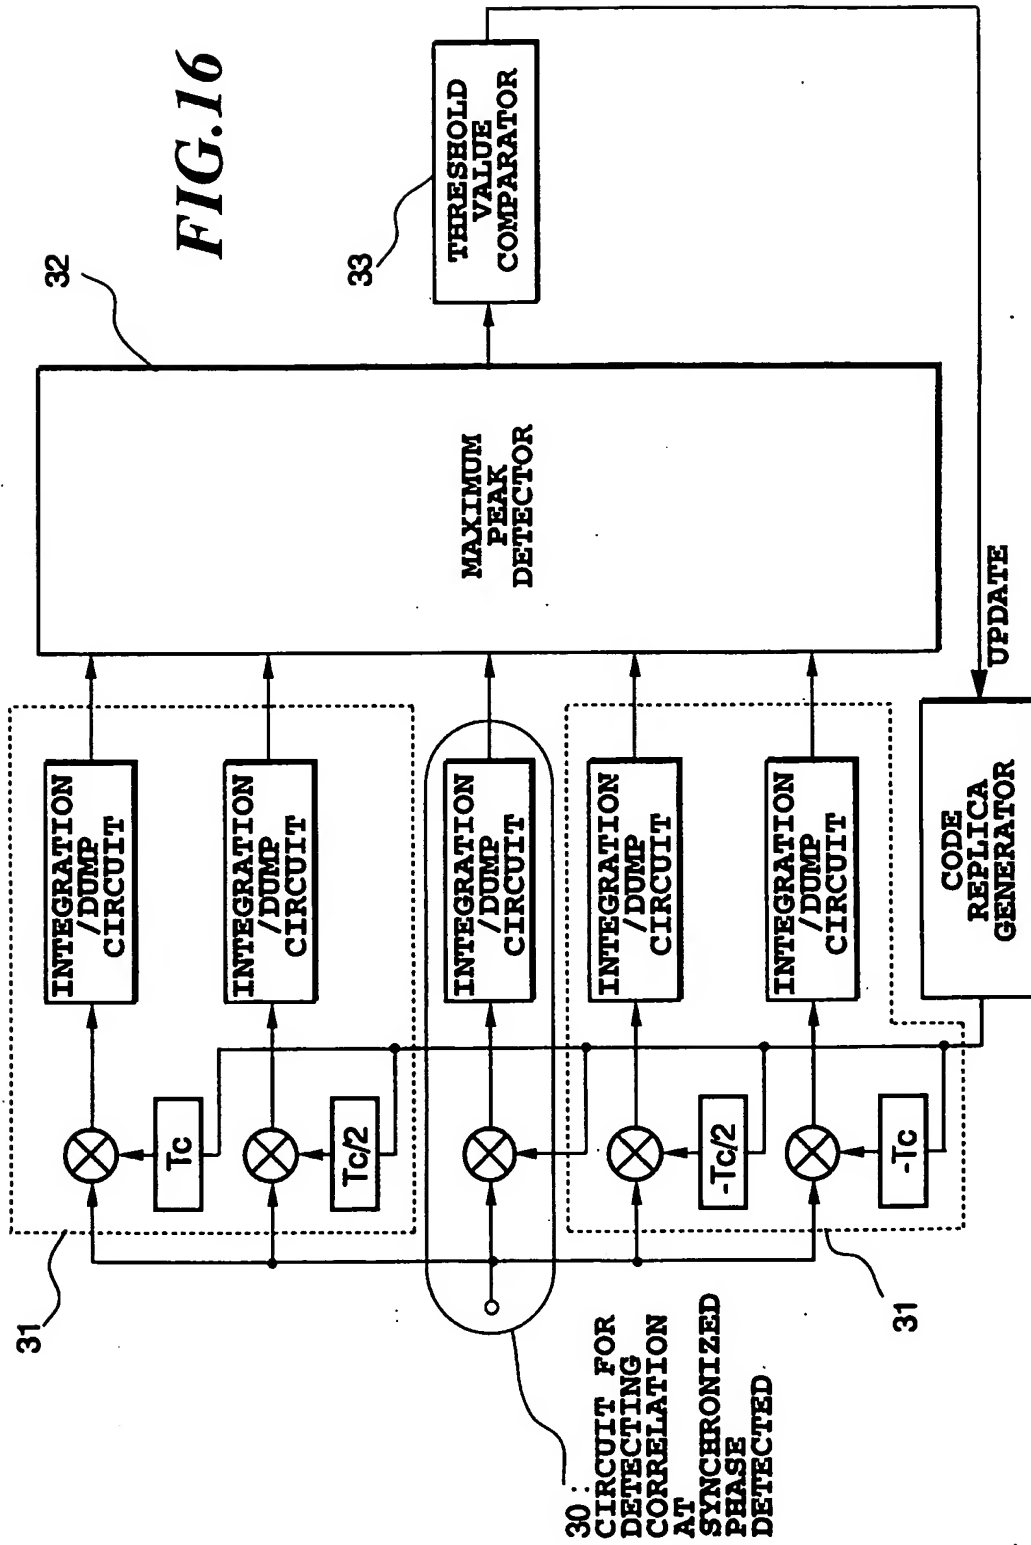 FIG.16
31
Tc
INTEGRATION
/DUMP
CIRCUIT
Tc/2
INTEGRATION
/DUMP
CIRCUIT
30:
CIRCUIT FOR
DETECTING
CORRELATION
AT
SYNCHRONIZED
PHASE
DETECTED
INTEGRATION
/DUMP
CIRCUIT
-Tc/2
INTEGRATION
/DUMP
CIRCUIT
-Tc
INTEGRATION
/DUMP
CIRCUIT
31
32
MAXIMUM
PEAK
DETECTOR
33
THRESHOLD
VALUE
COMPARATOR
CODE
REPLICA
GENERATOR
UPDATE